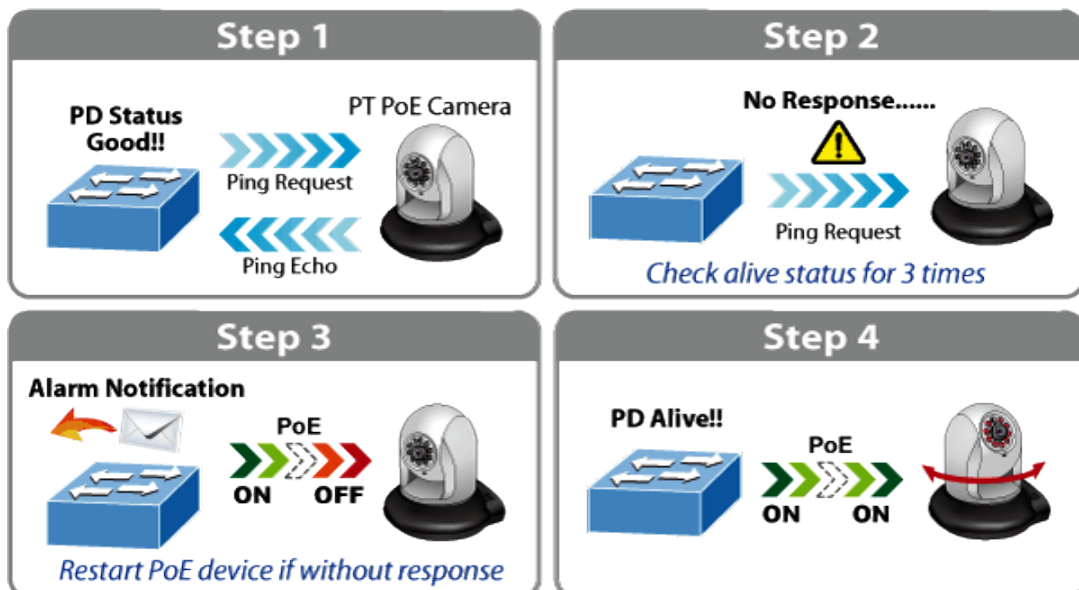 Step 1
PD Status
Good!!
PT PoE Camera
Ping Request
Ping Echo
Step 2
No Response......
Ping Request
Check alive status for 3 times
Step 3
Alarm Notification
PoE
ON OFF
Restart PoE device if without response
Step 4
PD Alive!!
PoE
ON ON